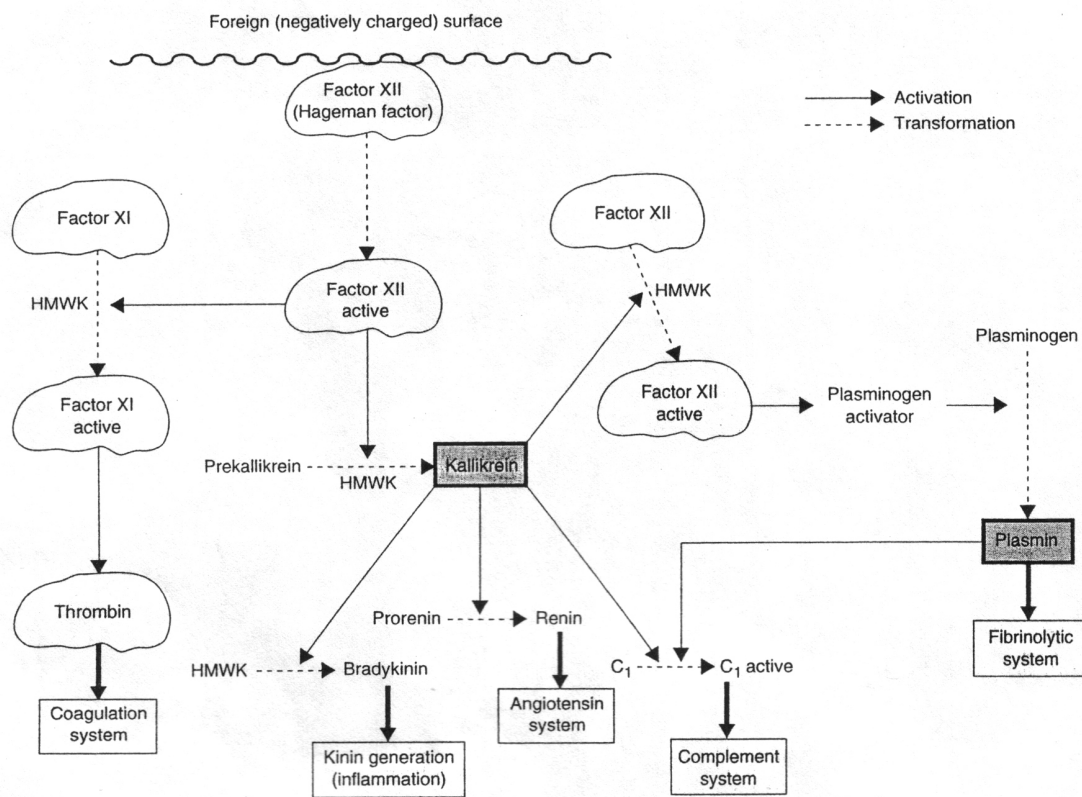 Foreign (negatively charged) surface
Factor XII
(Hageman factor)
Activation
Transformation
Factor XI
Factor XII
HMWK
Factor XII
active
HMWK
Plasminogen
Factor XI
active
Factor XII
active
Plasminogen
activator
Prekallikrein
HMWK
Kallikrein
Plasmin
Thrombin
Prorenin
Renin
Fibrinolytic
system
HMWK
Bradykinin
C1
C1 active
Coagulation
system
Angiotensin
system
Kinin generation
(inflammation)
Complement
system